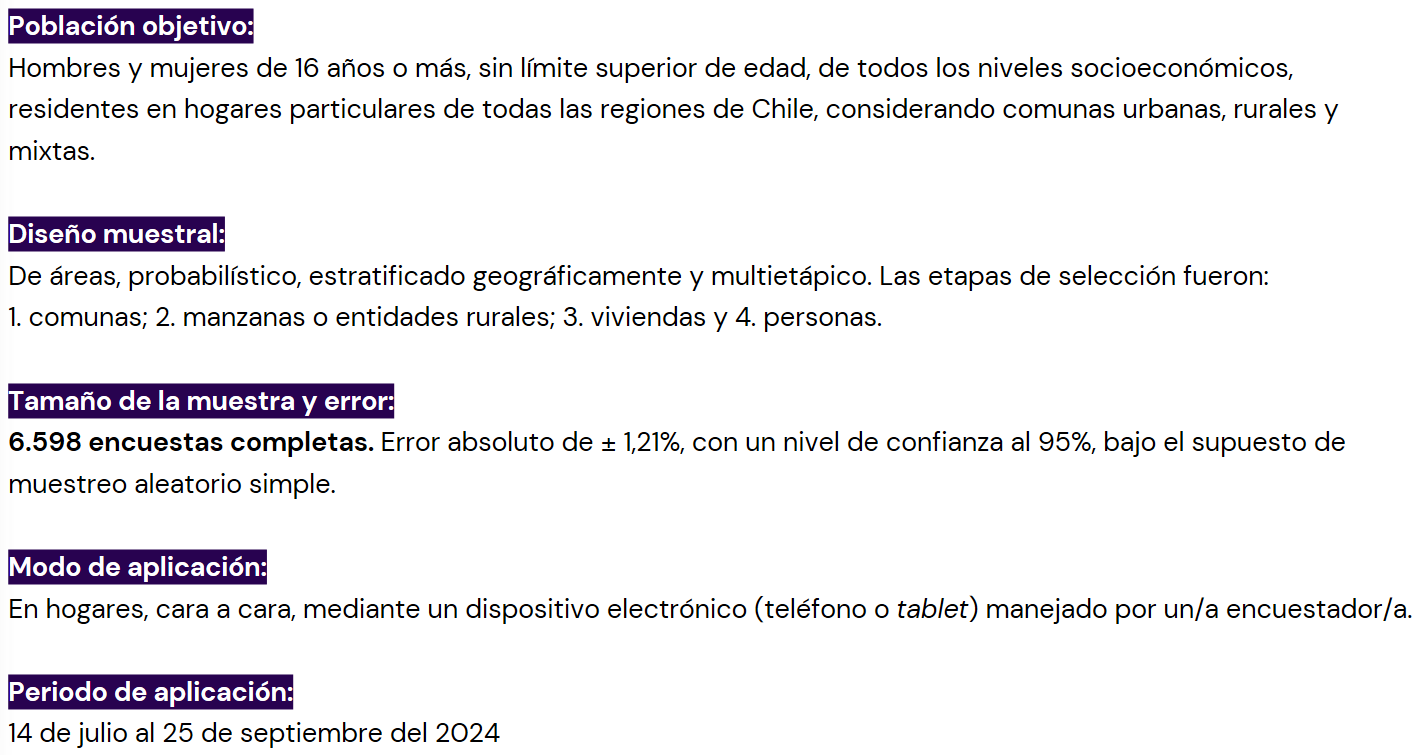 Población objetivo:
Hombres y mujeres de 16 años o más, sin límite superior de edad, de todos los niveles socioeconómicos,
residentes en hogares particulares de todas las regiones de Chile, considerando comunas urbanas, rurales y
mixtas.
Diseño muestral:
De áreas, probabilístico, estratificado geográficamente y multietápico. Las etapas de selección fueron:
1. comunas; 2. manzanas o entidades rurales; 3. viviendas y 4. personas.
Tamaño de la muestra y error:
6.598 encuestas completas. Error absoluto de ± 1,21%, con un nivel de confianza al 95%, bajo el supuesto de
muestreo aleatorio simple.
Modo de aplicación:
En hogares, cara a cara, mediante un dispositivo electrónico (teléfono o tablet) manejado por un/a encuestador/a.
Periodo de aplicación:
14 de julio al 25 de septiembre del 2024